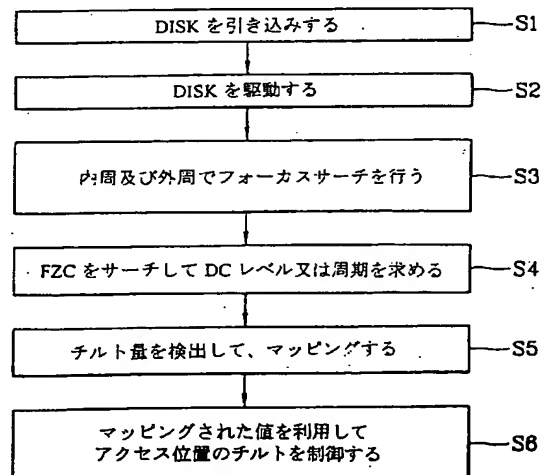 DISK を引き込みする
S1
DISK を駆動する
S2
内周及び外周でフォーカスサーチを行う
S3
FZC をサーチして DC レベル又は周期を求める
S4
チルト量を検出して、マッピングする
S5
マッピングされた値を利用して
アクセス位置のチルトを制御する
S6